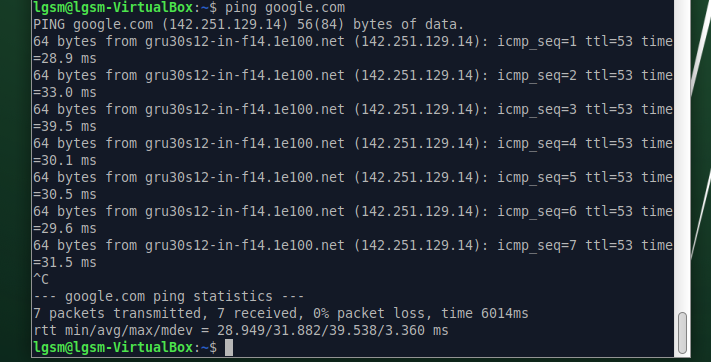 lgsm@lgsm-VirtualBox:~$ ping google.com
PING google.com (142.251.129.14) 56(84) bytes of data.
64 bytes from gru30s12-in-f14.1e100.net (142.251.129.14): icmp_seq=1 ttl=53 time
=28.9 ms
64 bytes from gru30s12-in-f14.1e100.net (142.251.129.14): icmp_seq=2 ttl=53 time
=33.0 ms
64 bytes from gru30s12-in-f14.1e100.net (142.251.129.14): icmp_seq=3 ttl=53 time
=39.5 ms
64 bytes from gru30s12-in-f14.1e100.net (142.251.129.14): icmp_seq=4 ttl=53 time
=30.1 ms
64 bytes from gru30s12-in-f14.1e100.net (142.251.129.14): icmp_seq=5 ttl=53 time
=30.5 ms
64 bytes from gru30s12-in-f14.1e100.net (142.251.129.14): icmp_seq=6 ttl=53 time
=29.6 ms
64 bytes from gru30s12-in-f14.1e100.net (142.251.129.14): icmp_seq=7 ttl=53 time
=31.5 ms
^C
--- google.com ping statistics ---
7 packets transmitted, 7 received, 0% packet loss, time 6014ms
rtt min/avg/max/mdev = 28.949/31.882/39.538/3.360 ms
lgsm@lgsm-VirtualBox:~$